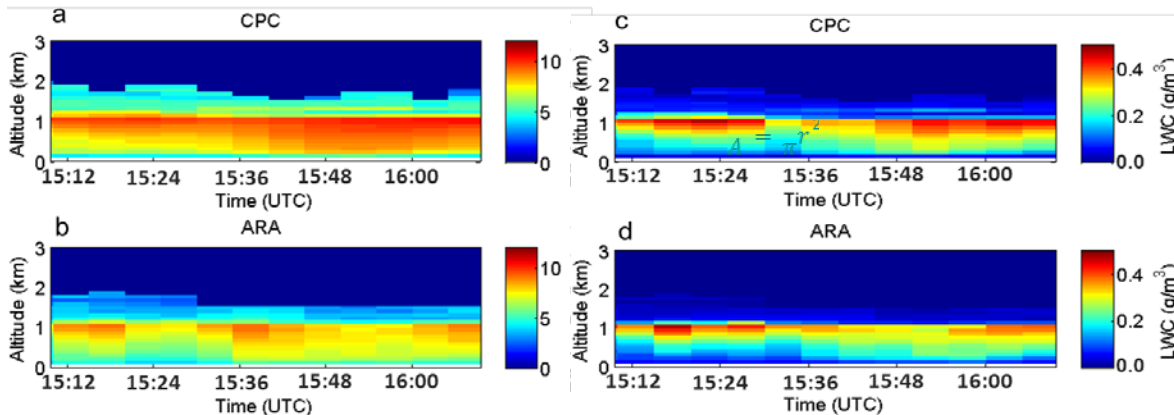 a
CPC
Altitude (km)
3
2
1
0
15:12 15:24 15:36 15:48 16:00
Time (UTC)
10
5
0
b
ARA
Altitude (km)
3
2
1
0
15:12 15:24 15:36 15:48 16:00
Time (UTC)
10
5
0
c
CPC
Altitude (km)
3
2
1
0
A = πr²
15:12 15:24 15:36 15:48 16:00
Time (UTC)
0.4
0.2
0.0
LWC (g/m³)
d
ARA
Altitude (km)
3
2
1
0
15:12 15:24 15:36 15:48 16:00
Time (UTC)
0.4
0.2
0.0
LWC (g/m³)